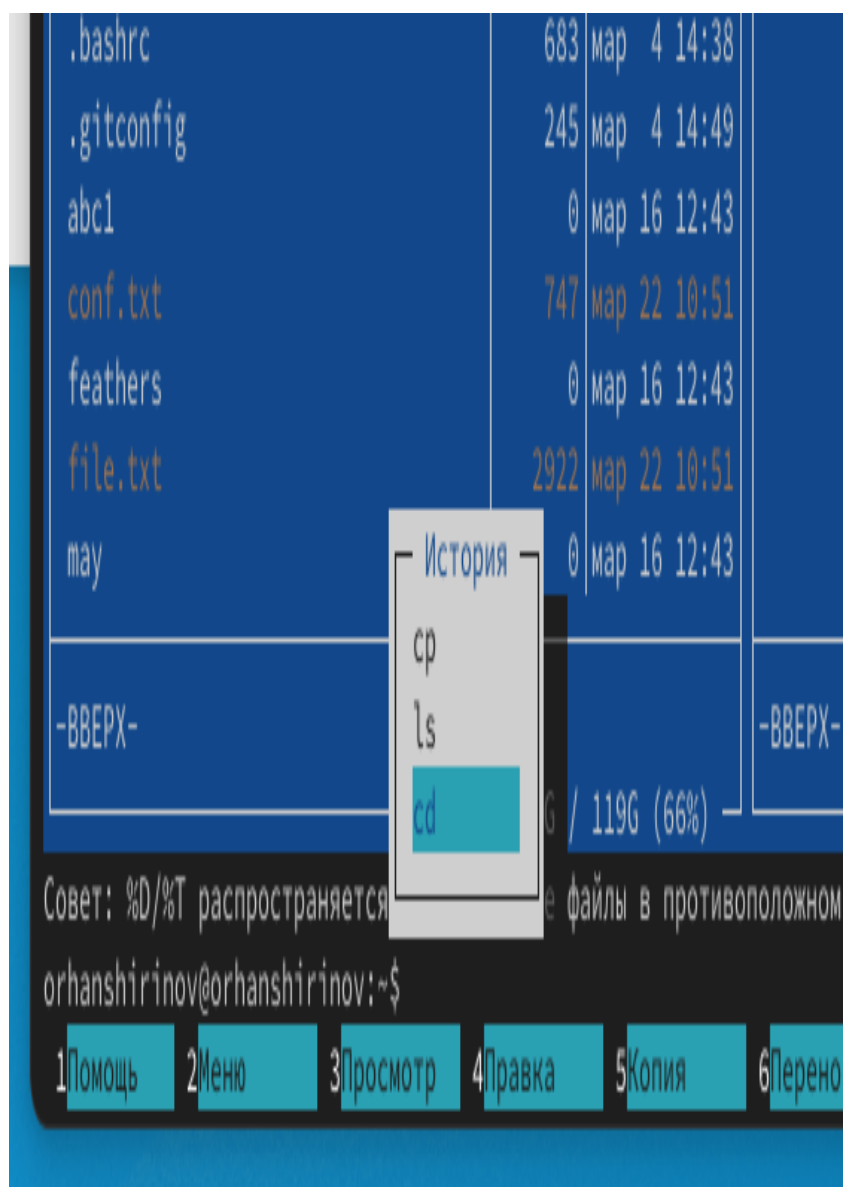 .bashrc 683 мар 4 14:38
.gitconfig 245 мар 4 14:49
abc1 0 мар 16 12:43
conf.txt 747 мар 22 10:51
feathers 0 мар 16 12:43
file.txt 2922 мар 22 10:51
may 0 мар 16 12:43
История
cp
ls
cd
-ВВЕРХ- -ВВЕРХ-
G / 119G (66%)
Совет: %D/%T распространяется е файлы в противоположном
orhanshirinov@orhanshirinov:~$
1Помощь 2Меню 3Просмотр 4Правка 5Копия 6Перено